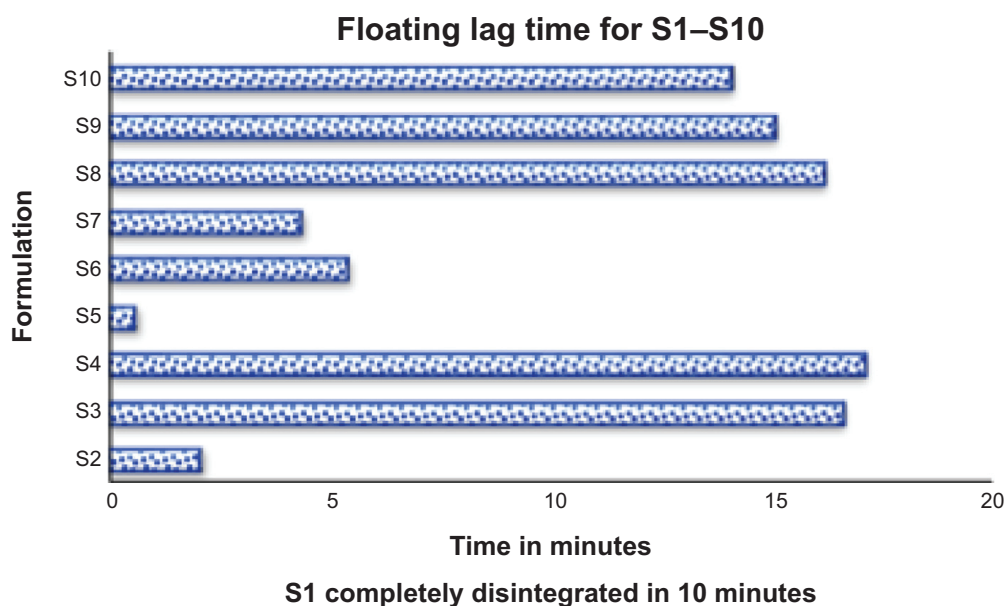 Floating lag time for S1–S10
Formulation
S10
S9
S8
S7
S6
S5
S4
S3
S2
0 5 10 15 20
Time in minutes
S1 completely disintegrated in 10 minutes